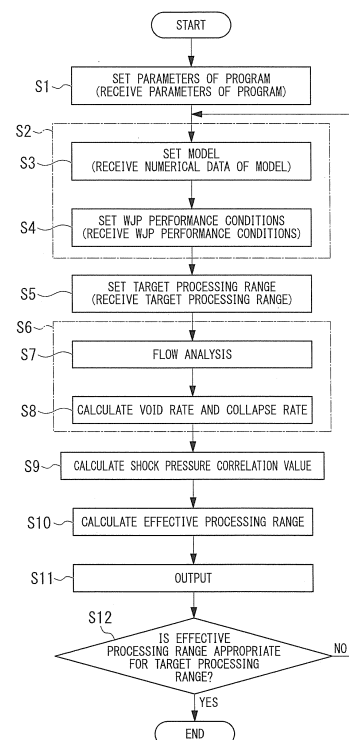 START
S1
SET PARAMETERS OF PROGRAM
(RECEIVE PARAMETERS OF PROGRAM)
S2
S3
SET MODEL
(RECEIVE NUMERICAL DATA OF MODEL)
S4
SET WJP PERFORMANCE CONDITIONS
(RECEIVE WJP PERFORMANCE CONDITIONS)
S5
SET TARGET PROCESSING RANGE
(RECEIVE TARGET PROCESSING RANGE)
S6
S7
FLOW ANALYSIS
S8
CALCULATE VOID RATE AND COLLAPSE RATE
S9
CALCULATE SHOCK PRESSURE CORRELATION VALUE
S10
CALCULATE EFFECTIVE PROCESSING RANGE
S11
OUTPUT
S12
IS EFFECTIVE
PROCESSING RANGE APPROPRIATE
FOR TARGET PROCESSING
RANGE?
NO
YES
END